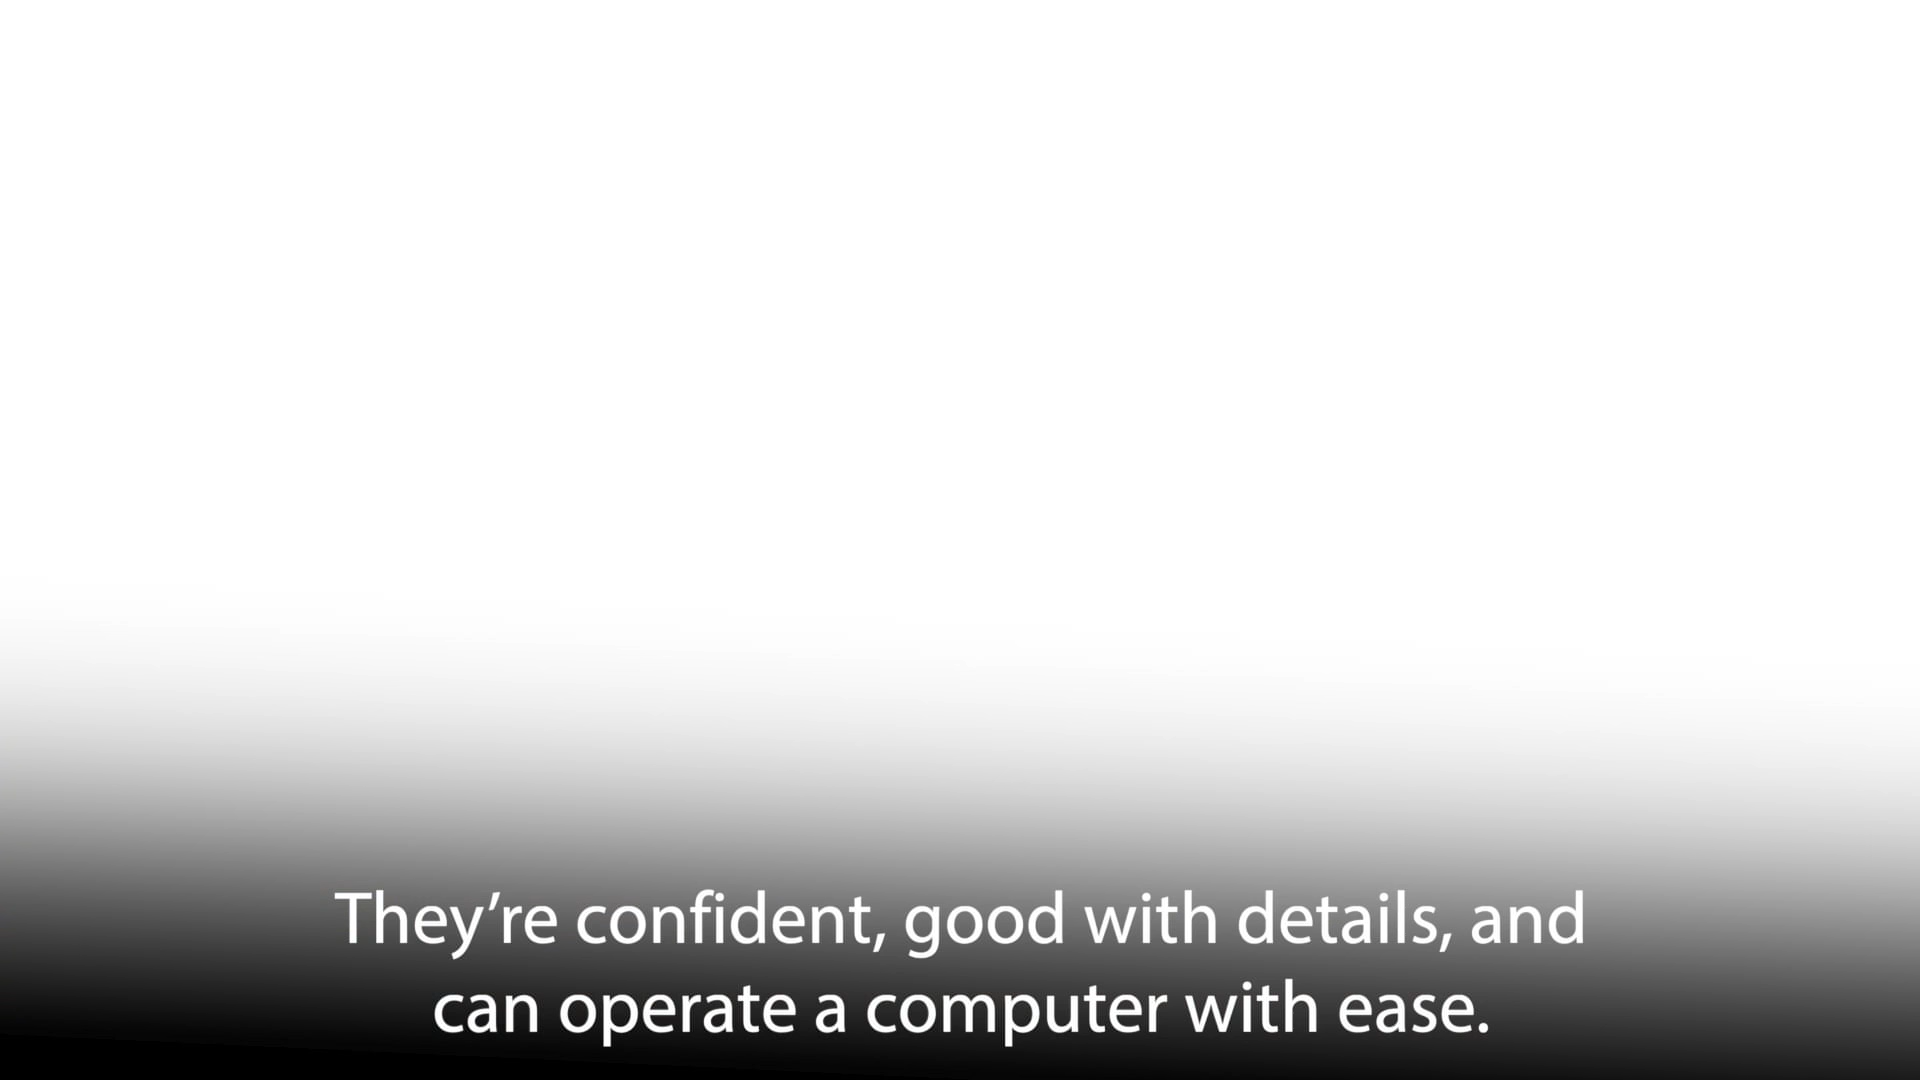 They’re confident, good with details, and
can operate a computer with ease.